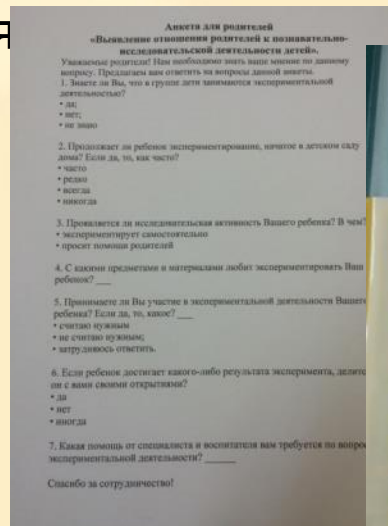 я
Анкета для родителей
«Выявление отношения родителей к познавательно-
исследовательской деятельности детей».
Уважаемые родители! Нам необходимо знать ваше мнение по данному
вопросу. Предлагаем вам ответить на вопросы данной анкеты.
1. Знаете ли Вы, что в группе дети занимаются экспериментальной
деятельностью?
• да;
• нет;
• не знаю
2. Продолжает ли ребенок экспериментирование, начатое в детском саду
дома? Если да, то, как часто?
• часто
• редко
• всегда
• никогда
3. Проявляется ли исследовательская активность Вашего ребенка? В чем?
• экспериментирует самостоятельно
• просит помощи родителей
4. С какими предметами и материалами любит экспериментировать Ваш
ребенок? ___
5. Принимаете ли Вы участие в экспериментальной деятельности Вашего
ребенка? Если да, то, какое? ___
• считаю нужным
• не считаю нужным;
• затрудняюсь ответить.
6. Если ребенок достигает какого-либо результата эксперимента, делитс
он с вами своими открытиями?
• да
• нет
• иногда
7. Какая помощь от специалиста и воспитателя вам требуется по вопро
экспериментальной деятельности? ______
Спасибо за сотрудничество!